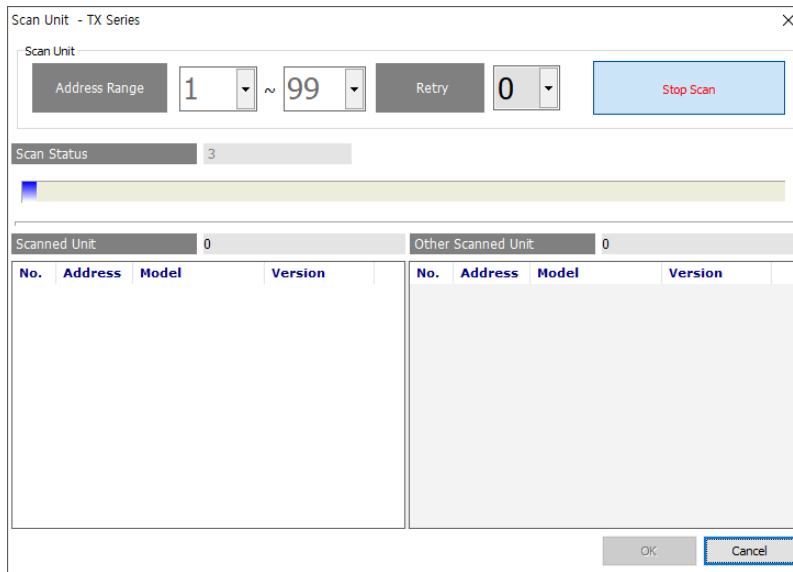 Scan Unit - TX Series
Scan Unit
Address Range 1 ~ 99 Retry 0 Stop Scan
Scan Status 3
Scanned Unit 0 Other Scanned Unit 0
No. Address Model Version No. Address Model Version
OK Cancel